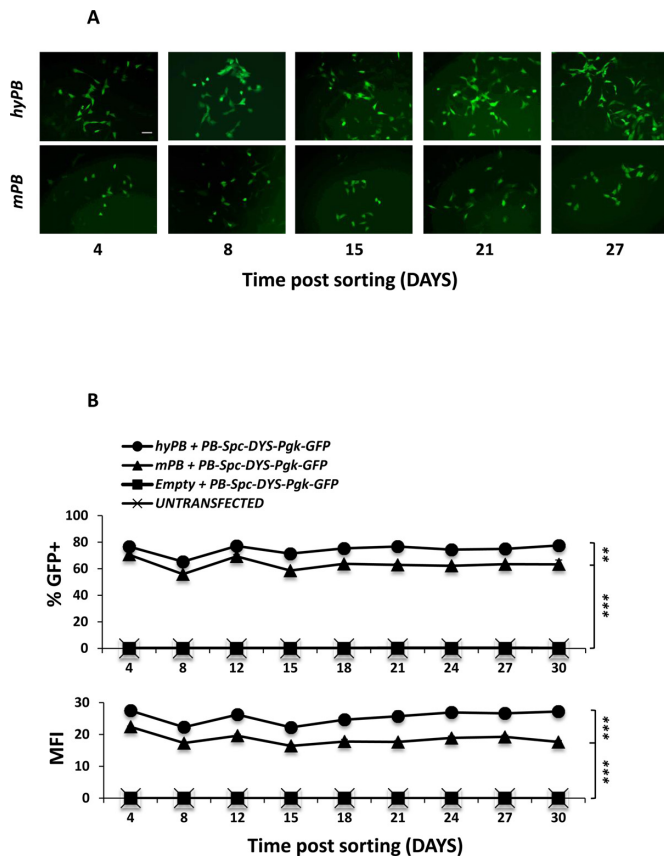 A
hyPB
mPB
4 8 15 21 27
Time post sorting (DAYS)
B
hyPB + PB-Spc-DYS-Pgk-GFP
mPB + PB-Spc-DYS-Pgk-GFP
Empty + PB-Spc-DYS-Pgk-GFP
UNTRANSFECTED
% GFP+
100
80
60
40
20
0
4 8 12 15 18 21 24 27 30
**
***
MFI
30
20
10
0
4 8 12 15 18 21 24 27 30
***
***
Time post sorting (DAYS)